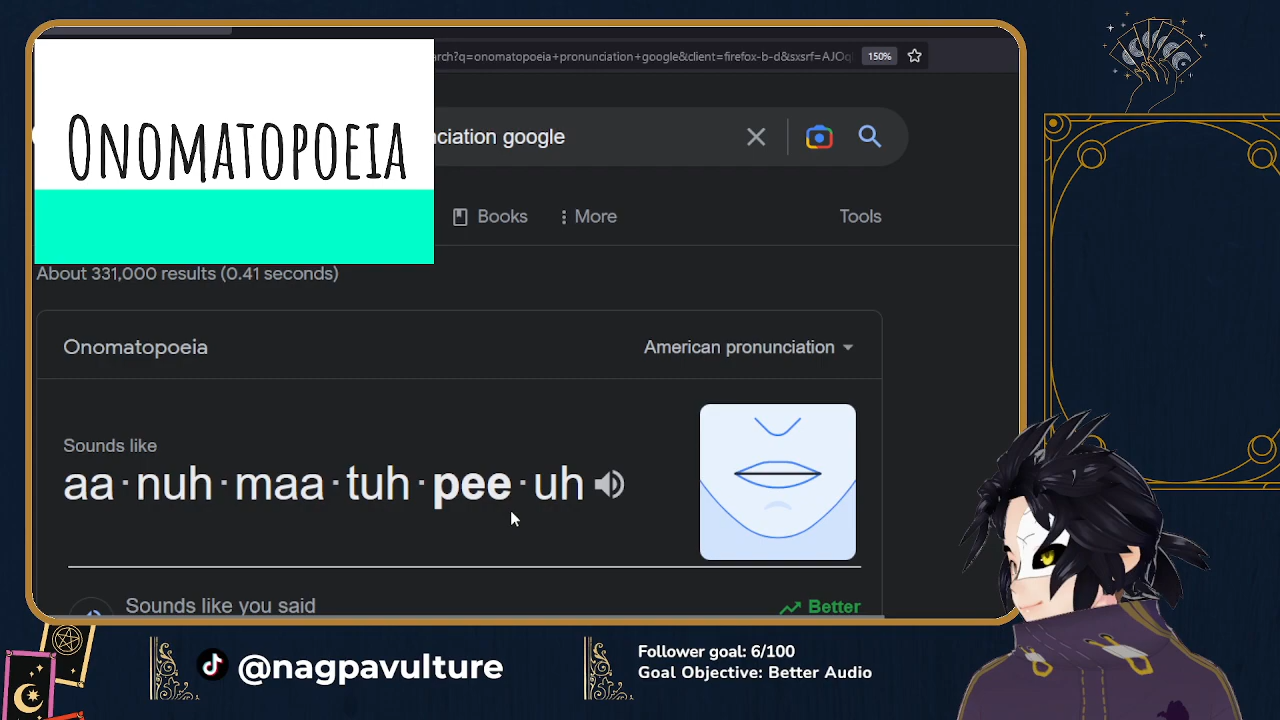 arch?q=onomatopoeia+pronunciation+google&client=firefox-b-d&sxsrf=AJOq
150%
ONOMATOPOEIA
nciation google
Books
More
Tools
About 331,000 results (0.41 seconds)
Onomatopoeia
American pronunciation
Sounds like
aa·nuh·maa·tuh·pee·uh
Sounds like you said
Better
@nagpavulture
Follower goal: 6/100
Goal Objective: Better Audio